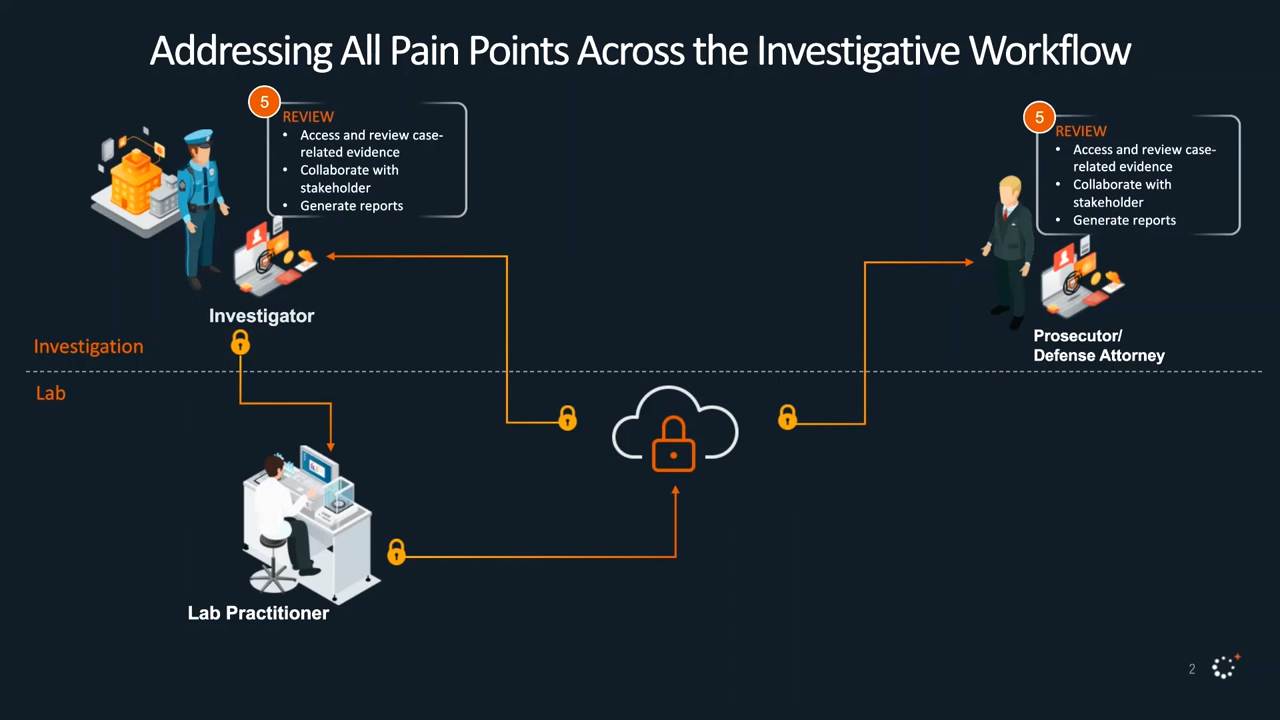 Addressing All Pain Points Across the Investigative Workflow
5
REVIEW
• Access and review case-
related evidence
• Collaborate with
stakeholder
• Generate reports
5
REVIEW
• Access and review case-
related evidence
• Collaborate with
stakeholder
• Generate reports
Investigator
Prosecutor/
Defense Attorney
Investigation
Lab
Lab Practitioner
2